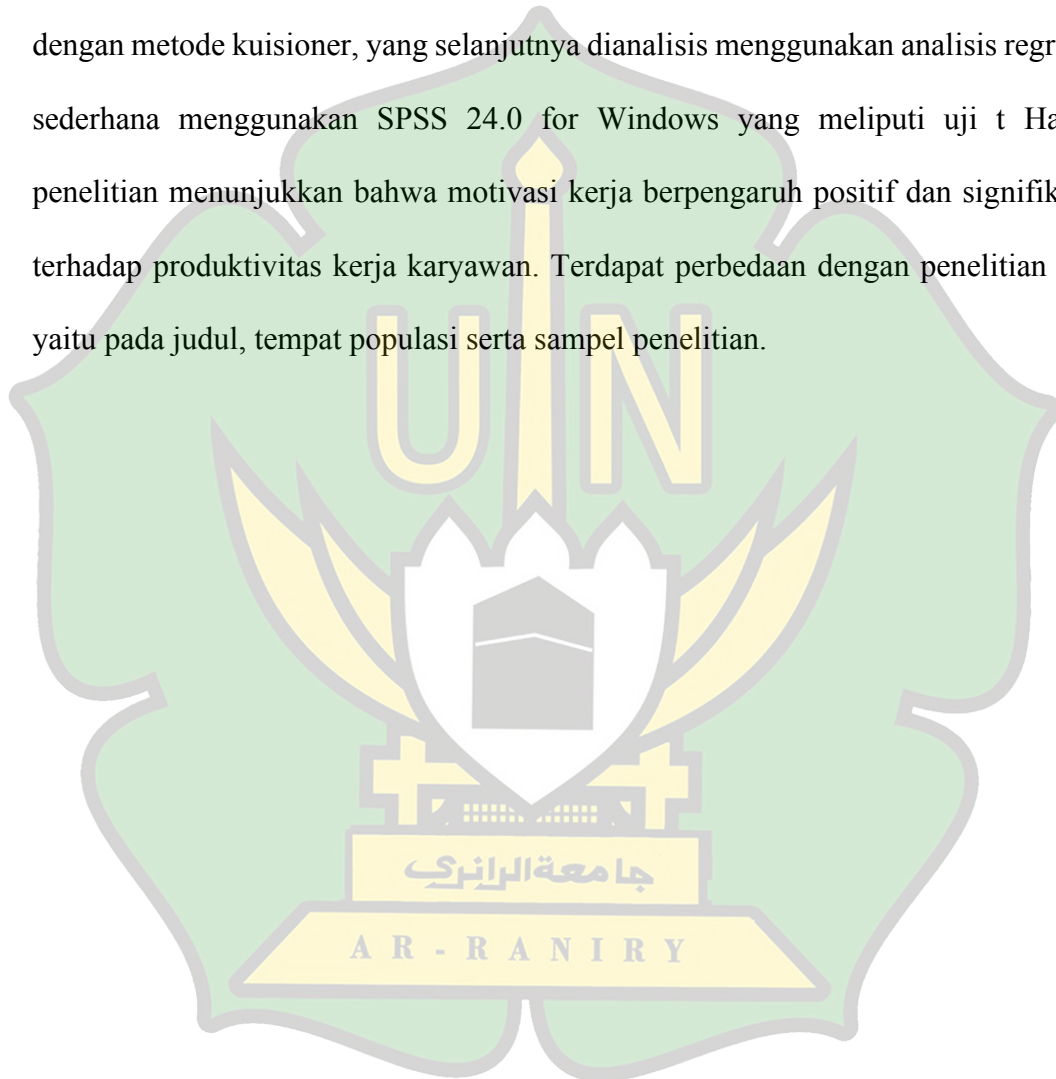 dengan metode kuisioner, yang selanjutnya dianalisis menggunakan analisis regr
sederhana menggunakan SPSS 24.0 for Windows yang meliputi uji t Ha
penelitian menunjukkan bahwa motivasi kerja berpengaruh positif dan signifik
terhadap produktivitas kerja karyawan. Terdapat perbedaan dengan penelitian
yaitu pada judul, tempat populasi serta sampel penelitian.
UIN
جامعةالرانري
AR-RANIRY